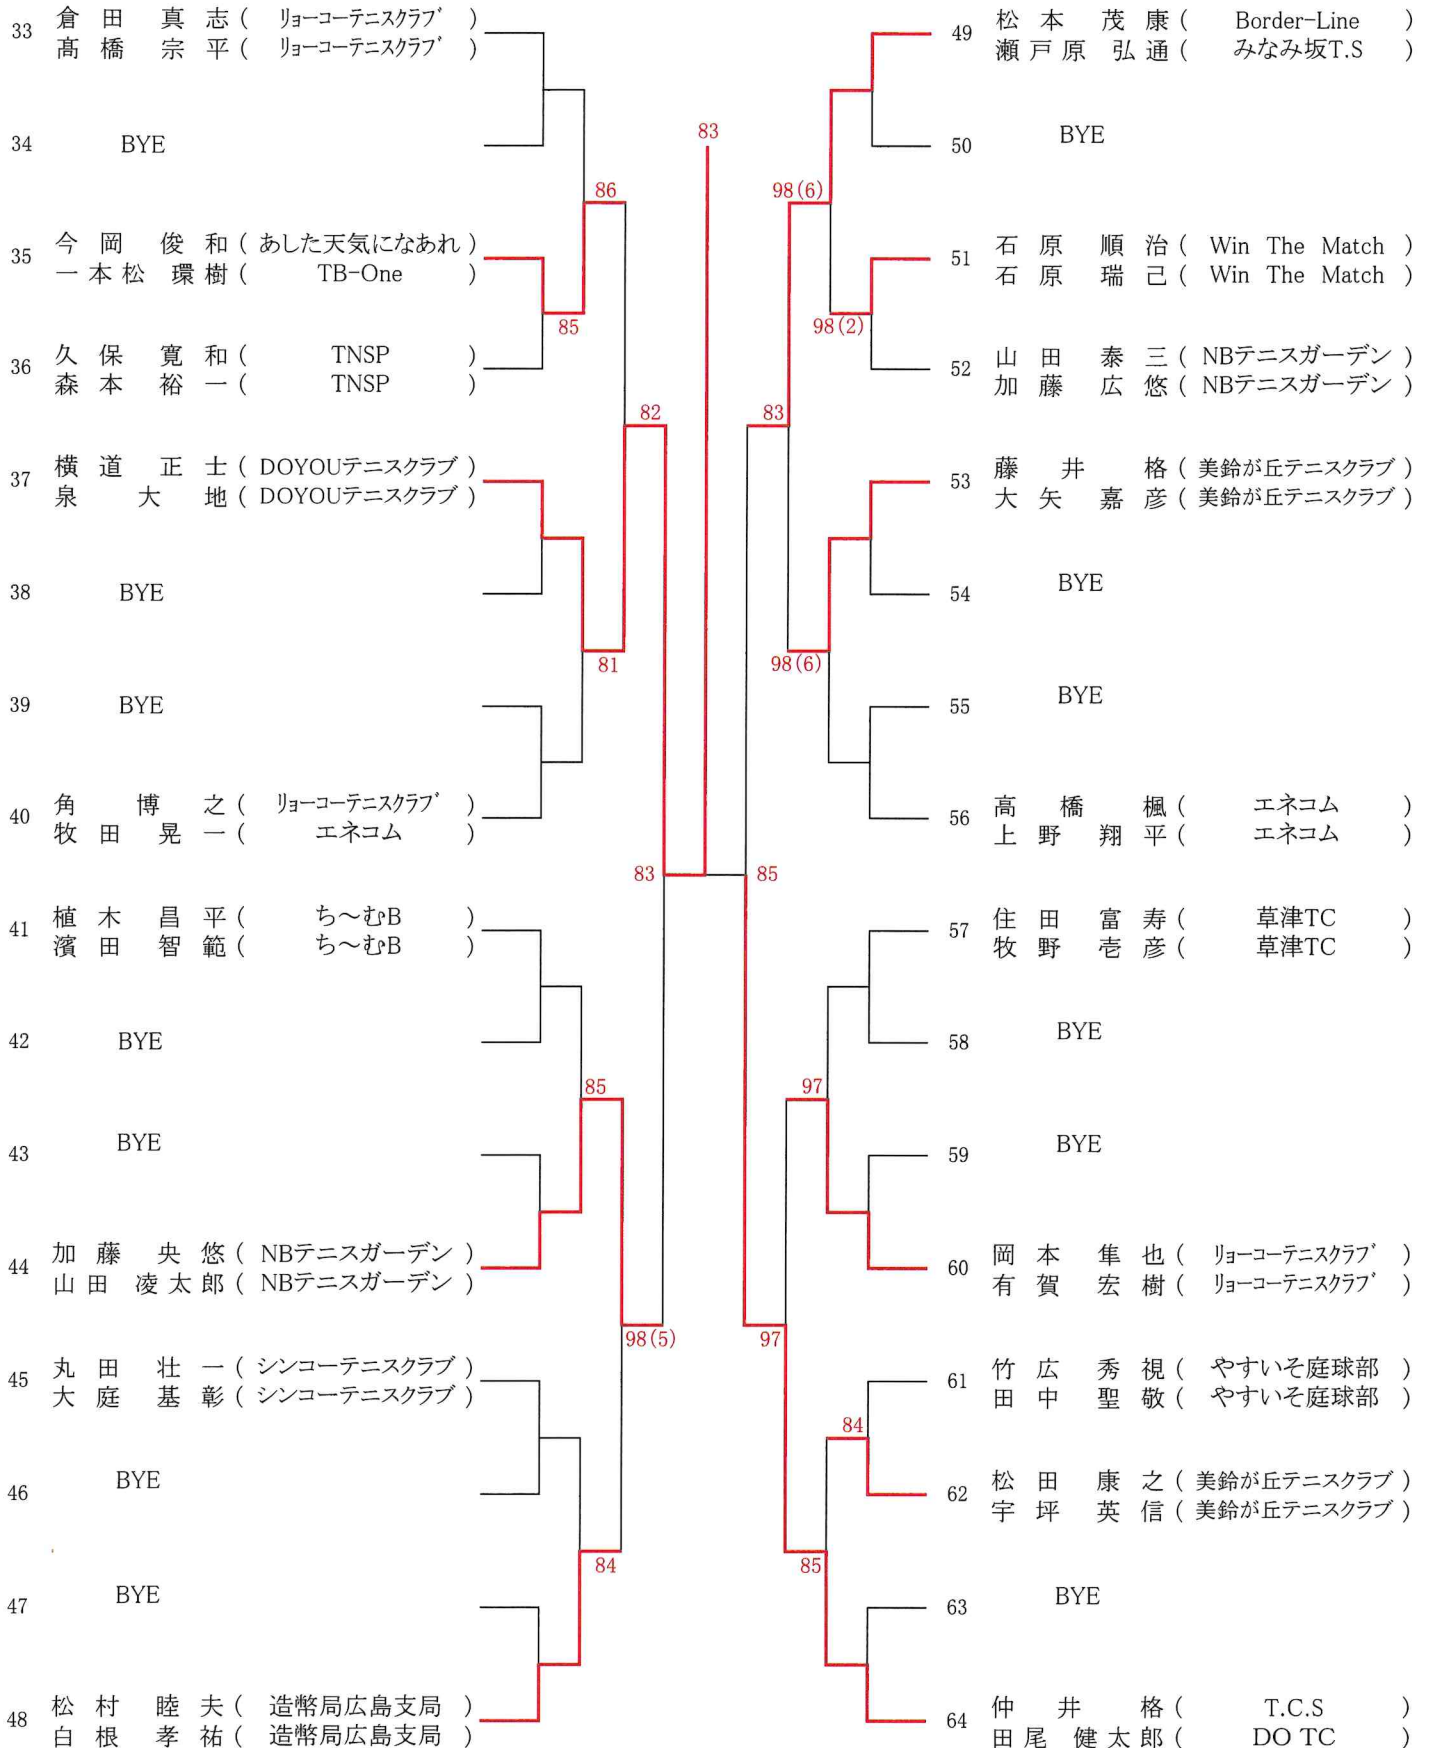 33 倉田 真志 ( リョーコーテニスクラブ )
髙橋 宗平 ( リョーコーテニスクラブ )
34 BYE
86
35 今岡 俊和 ( あした天気になあれ )
一本松 環樹 ( TB-One )
85
36 久保 寛和 ( TNSP )
森本 裕一 ( TNSP )
82
37 横道 正士 ( DOYOUテニスクラブ )
泉 大地 ( DOYOUテニスクラブ )
38 BYE
81
39 BYE
40 角 博之 ( リョーコーテニスクラブ )
牧田 晃一 ( エネコム )
83
41 植木 昌平 ( ち～むB )
濱田 智範 ( ち～むB )
42 BYE
85
43 BYE
44 加藤 央悠 ( NBテニスガーデン )
山田 凌太郎 ( NBテニスガーデン )
98(5)
45 丸田 壮一 ( シンコーテニスクラブ )
大庭 基彰 ( シンコーテニスクラブ )
46 BYE
84
47 BYE
48 松村 睦夫 ( 造幣局広島支局 )
白根 孝祐 ( 造幣局広島支局 )
83
49 松本 茂康 ( Border-Line )
瀬戸原 弘通 ( みなみ坂T.S )
50 BYE
98(6)
51 石原 順治 ( Win The Match )
石原 瑞己 ( Win The Match )
98(2)
52 山田 泰三 ( NBテニスガーデン )
加藤 広悠 ( NBテニスガーデン )
83
53 藤井 格 ( 美鈴が丘テニスクラブ )
大矢 嘉彦 ( 美鈴が丘テニスクラブ )
54 BYE
98(6)
55 BYE
56 高橋 楓 ( エネコム )
上野 翔平 ( エネコム )
85
57 住田 富寿 ( 草津TC )
牧野 壱彦 ( 草津TC )
58 BYE
97
59 BYE
60 岡本 隼也 ( リョーコーテニスクラブ )
有賀 宏樹 ( リョーコーテニスクラブ )
97
61 竹広 秀視 ( やすいそ庭球部 )
田中 聖敬 ( やすいそ庭球部 )
84
62 松田 康之 ( 美鈴が丘テニスクラブ )
宇坪 英信 ( 美鈴が丘テニスクラブ )
85
63 BYE
64 仲井 格 ( T.C.S )
田尾 健太郎 ( DO TC )